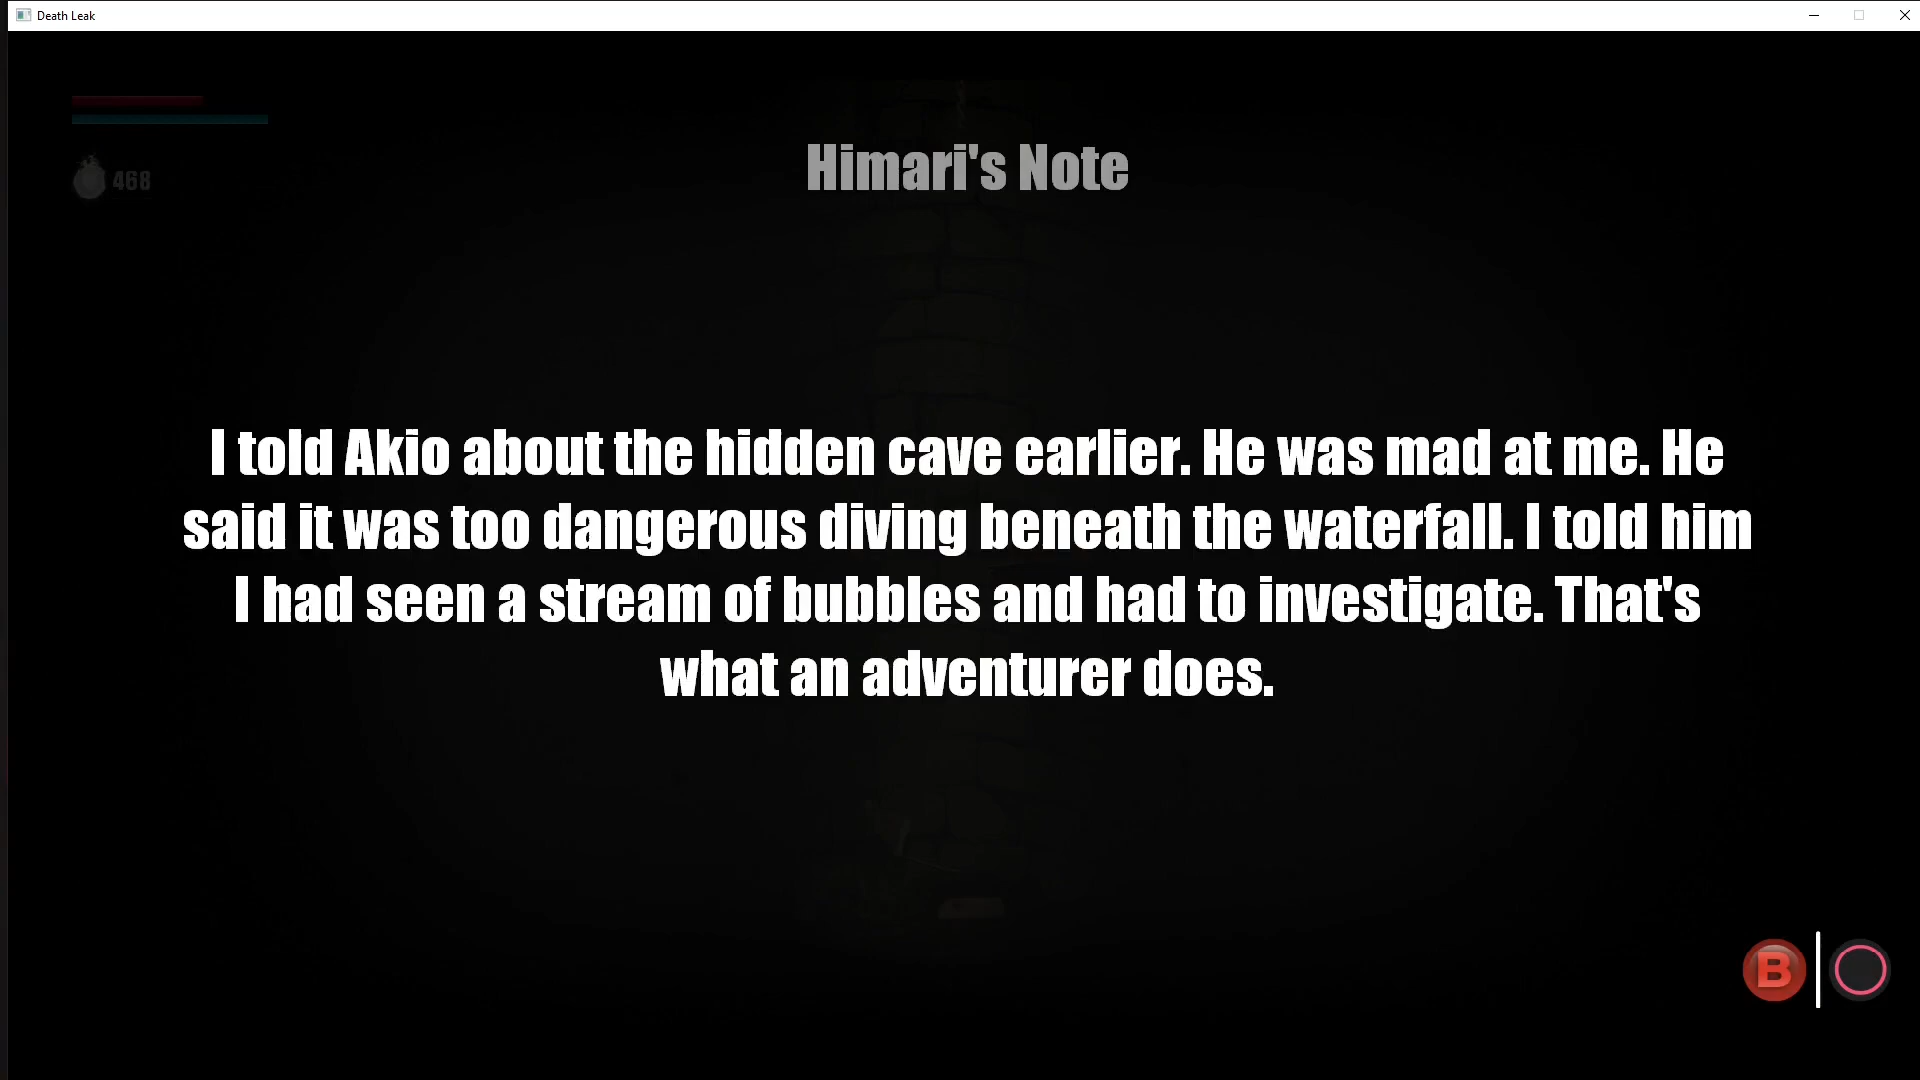 Death Leak
468
Himari's Note
I told Akio about the hidden cave earlier. He was mad at me. He
said it was too dangerous diving beneath the waterfall. I told him
I had seen a stream of bubbles and had to investigate. That's
what an adventurer does.
B